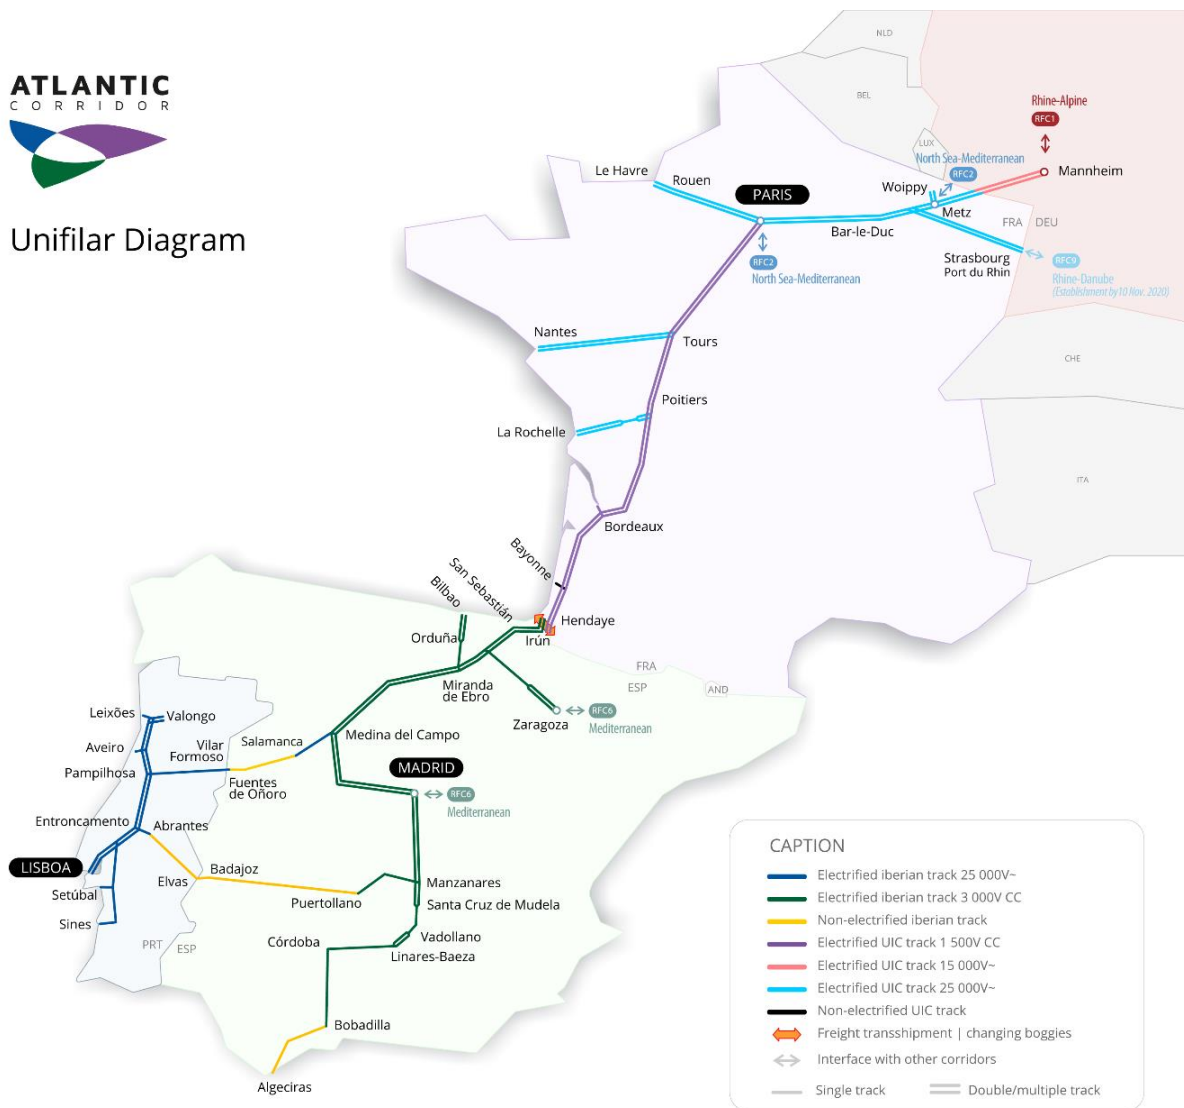 ATLANTIC
CORRIDOR
Unifilar Diagram
NLD
BEL
LUX
Rhine-Alpine
RFC1
North Sea-Mediterranean
RFC2
Mannheim
Le Havre
Rouen
PARIS
Woippy
Metz
Bar-le-Duc
FRA
DEU
Strasbourg
Port du Rhin
RFC9
Rhine-Danube
(Establishment by 10 Nov. 2020)
RFC2
North Sea-Mediterranean
Nantes
Tours
CHE
Poitiers
La Rochelle
ITA
Bordeaux
Bayonne
San Sebastián
Bilbao
Hendaye
Orduña
Irún
FRA
ESP
AND
Miranda
de Ebro
Zaragoza
RFC6
Mediterranean
Leixões
Valongo
Aveiro
Vilar
Formoso
Salamanca
Medina del Campo
Pampilhosa
Fuentes
de Oñoro
MADRID
RFC6
Mediterranean
Entroncamento
Abrantes
LISBOA
Elvas
Badajoz
Setúbal
Puertollano
Manzanares
Santa Cruz de Mudela
Sines
Vadollano
PRT
ESP
Córdoba
Linares-Baeza
Bobadilla
Algeciras
CAPTION
Electrified iberian track 25 000V~
Electrified iberian track 3 000V CC
Non-electrified iberian track
Electrified UIC track 1 500V CC
Electrified UIC track 15 000V~
Electrified UIC track 25 000V~
Non-electrified UIC track
Freight transshipment | changing boggies
Interface with other corridors
Single track
Double/multiple track